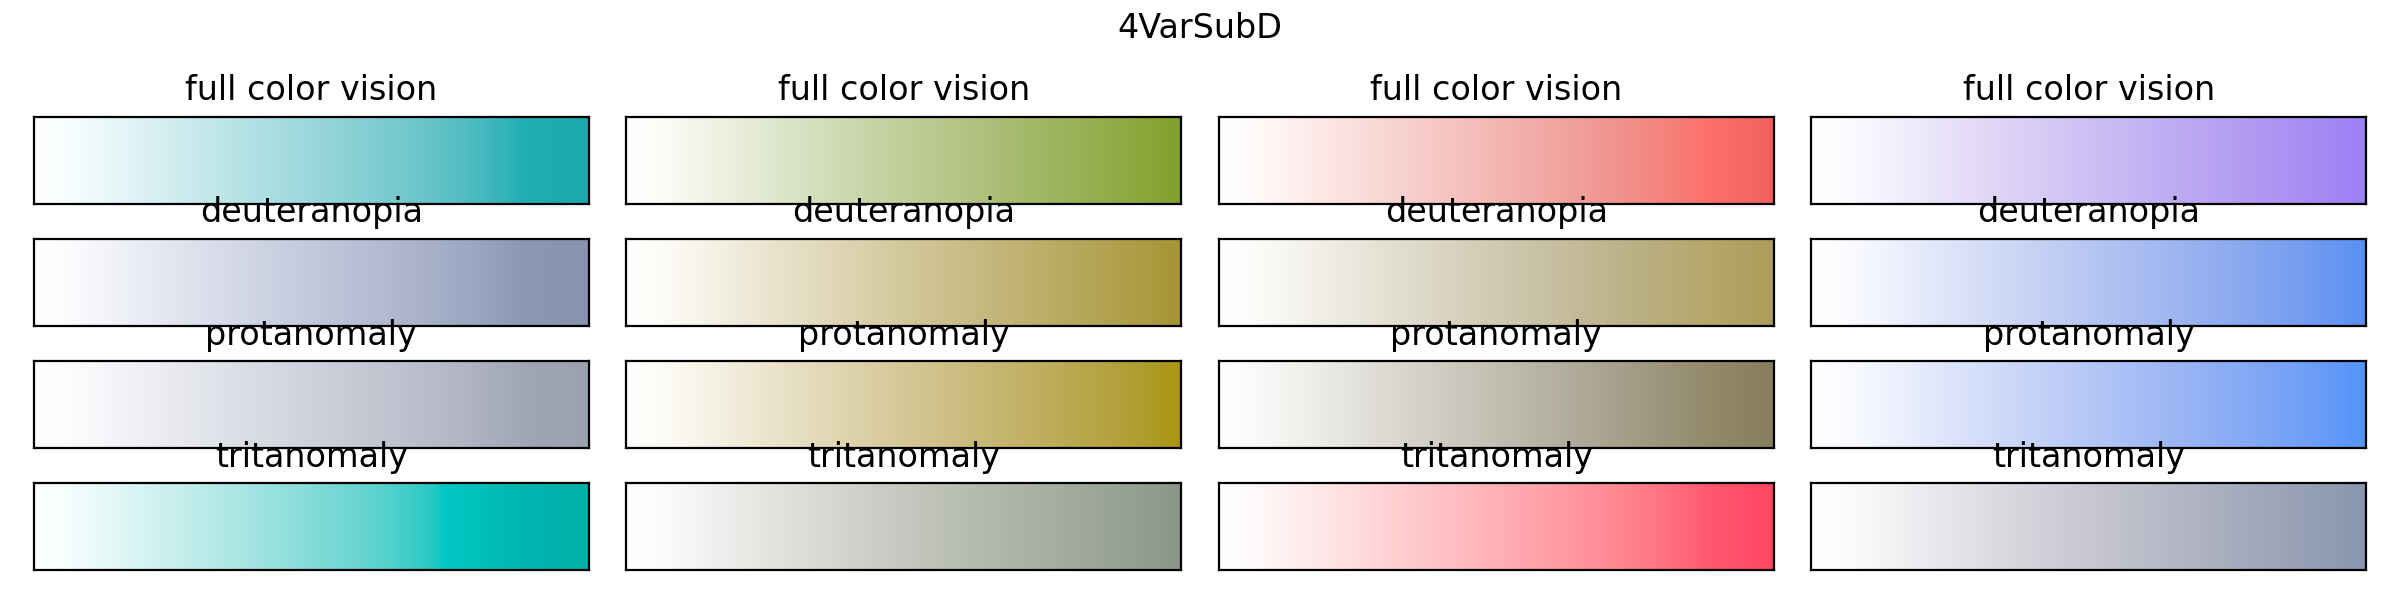 4VarSubD
full color vision full color vision full color vision full color vision
deuteranopia deuteranopia deuteranopia deuteranopia
protanomaly protanomaly protanomaly protanomaly
tritanomaly tritanomaly tritanomaly tritanomaly